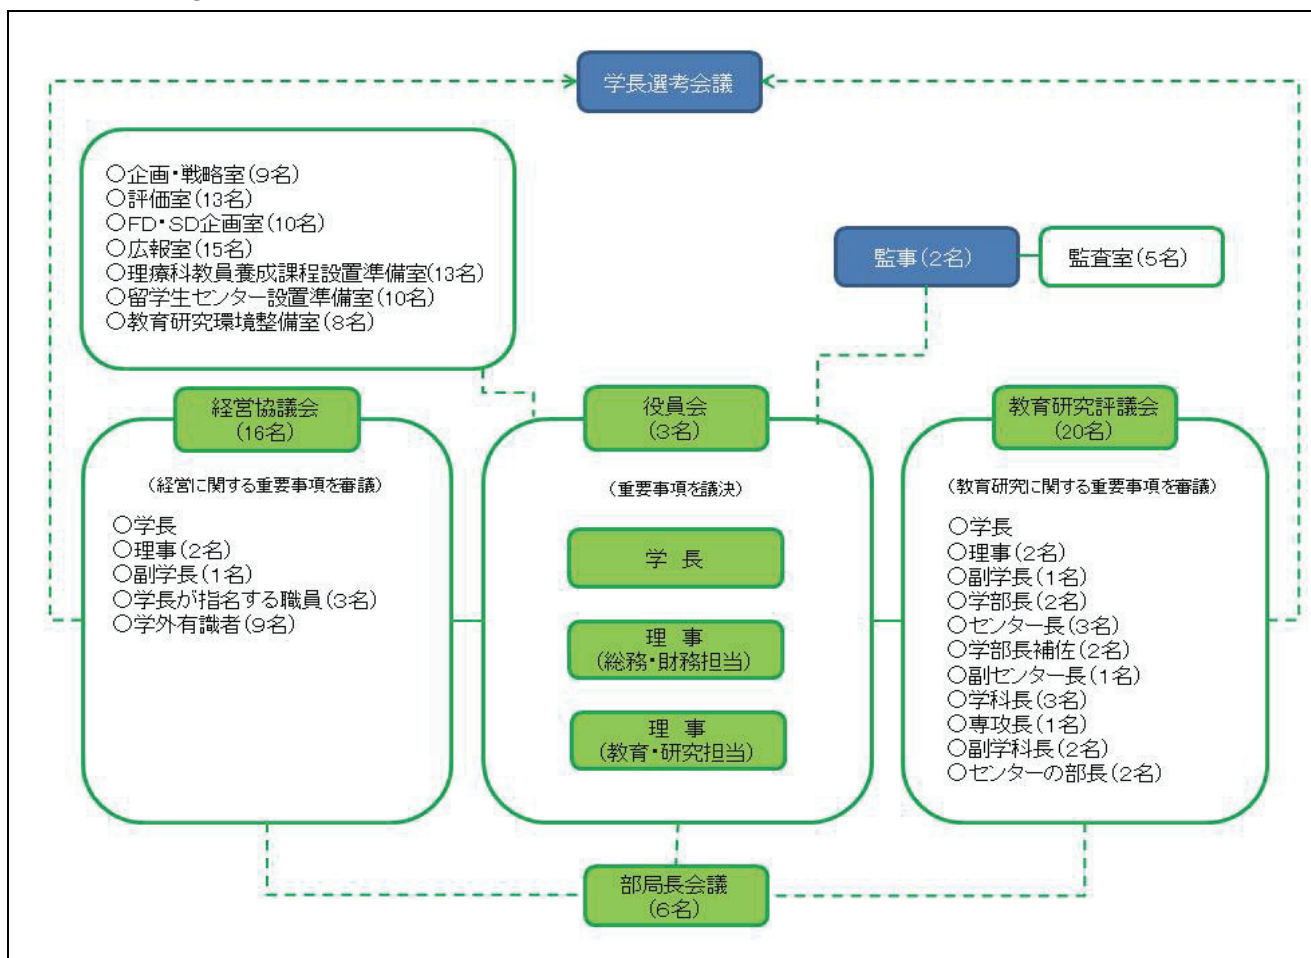 学長選考会議
○企画・戦略室(9名)
○評価室(13名)
○FD・SD企画室(10名)
○広報室(15名)
○理療科教員養成課程設置準備室(13名)
○留学生センター設置準備室(10名)
○教育研究環境整備室(8名)
監事(2名)
監査室(5名)
経営協議会
(16名)
(経営に関する重要事項を審議)
○学長
○理事(2名)
○副学長(1名)
○学長が指名する職員(3名)
○学外有識者(9名)
役員会
(3名)
(重要事項を議決)
学 長
理 事
(総務・財務担当)
理 事
(教育・研究担当)
教育研究評議会
(20名)
(教育研究に関する重要事項を審議)
○学長
○理事(2名)
○副学長(1名)
○学部長(2名)
○センター長(3名)
○学部長補佐(2名)
○副センター長(1名)
○学科長(3名)
○専攻長(1名)
○副学科長(2名)
○センターの部長(2名)
部局長会議
(6名)